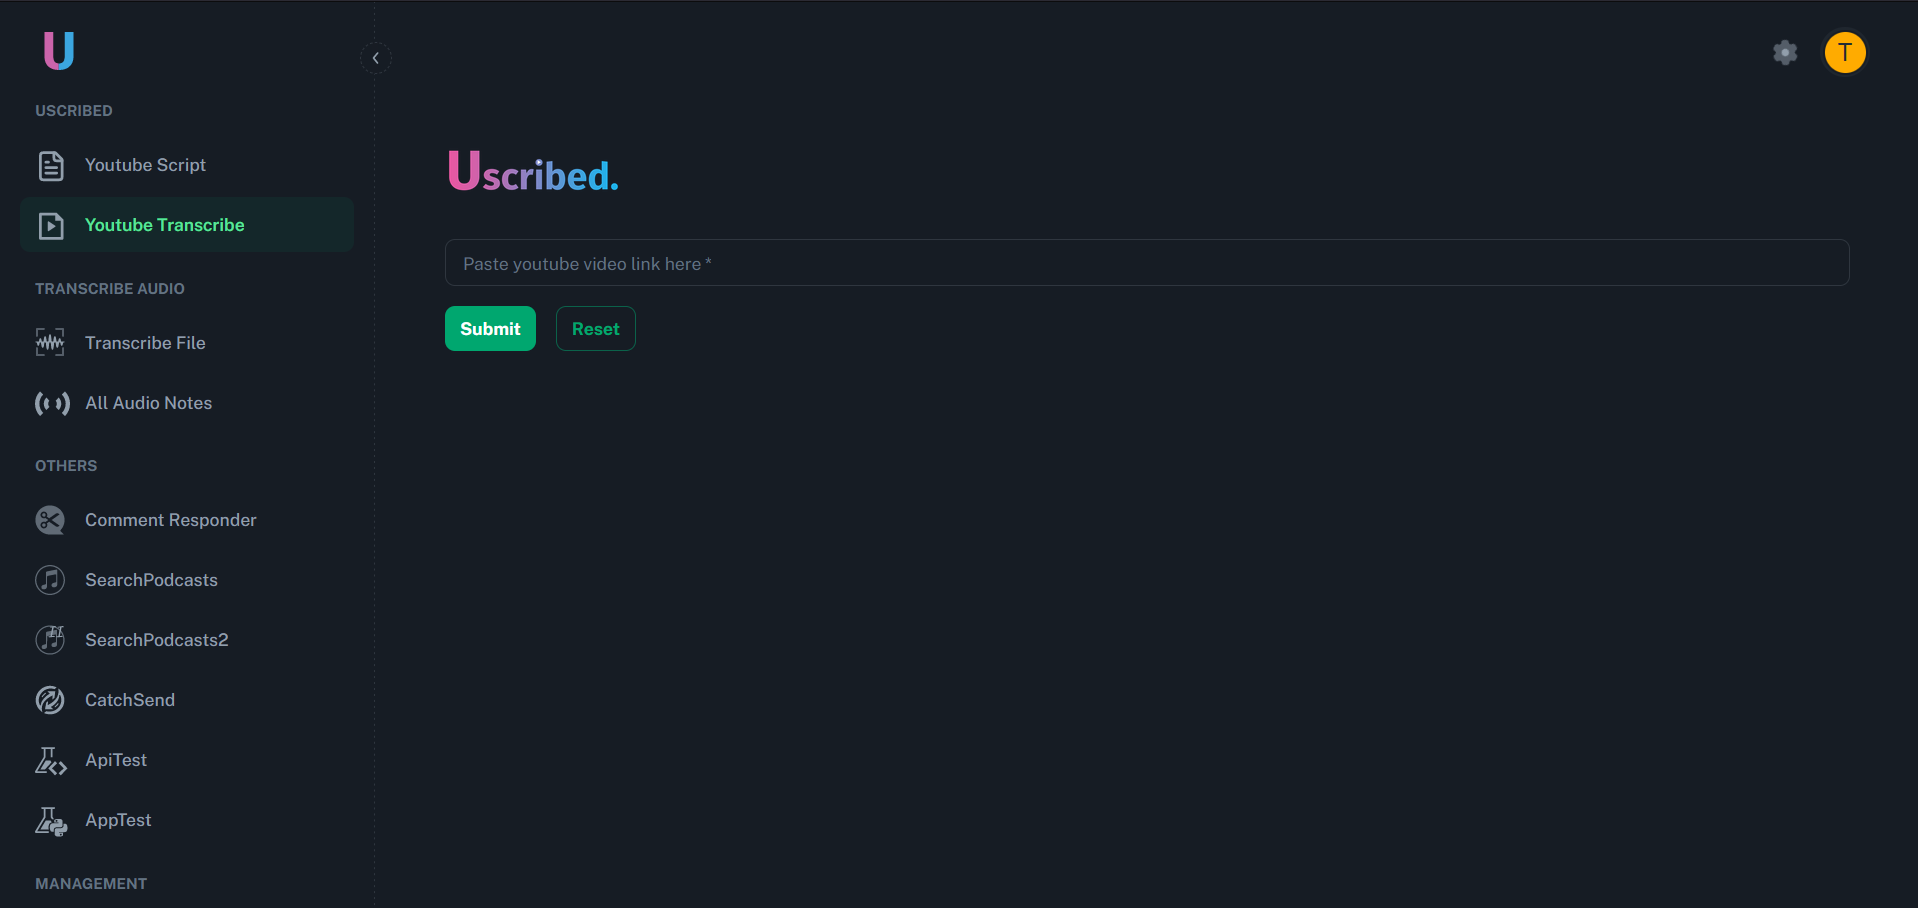 U
T
USCRIBED
Youtube Script
Youtube Transcribe
TRANSCRIBE AUDIO
Transcribe File
All Audio Notes
OTHERS
Comment Responder
SearchPodcasts
SearchPodcasts2
CatchSend
ApiTest
AppTest
MANAGEMENT
Uscribed.
Paste youtube video link here *
Submit Reset